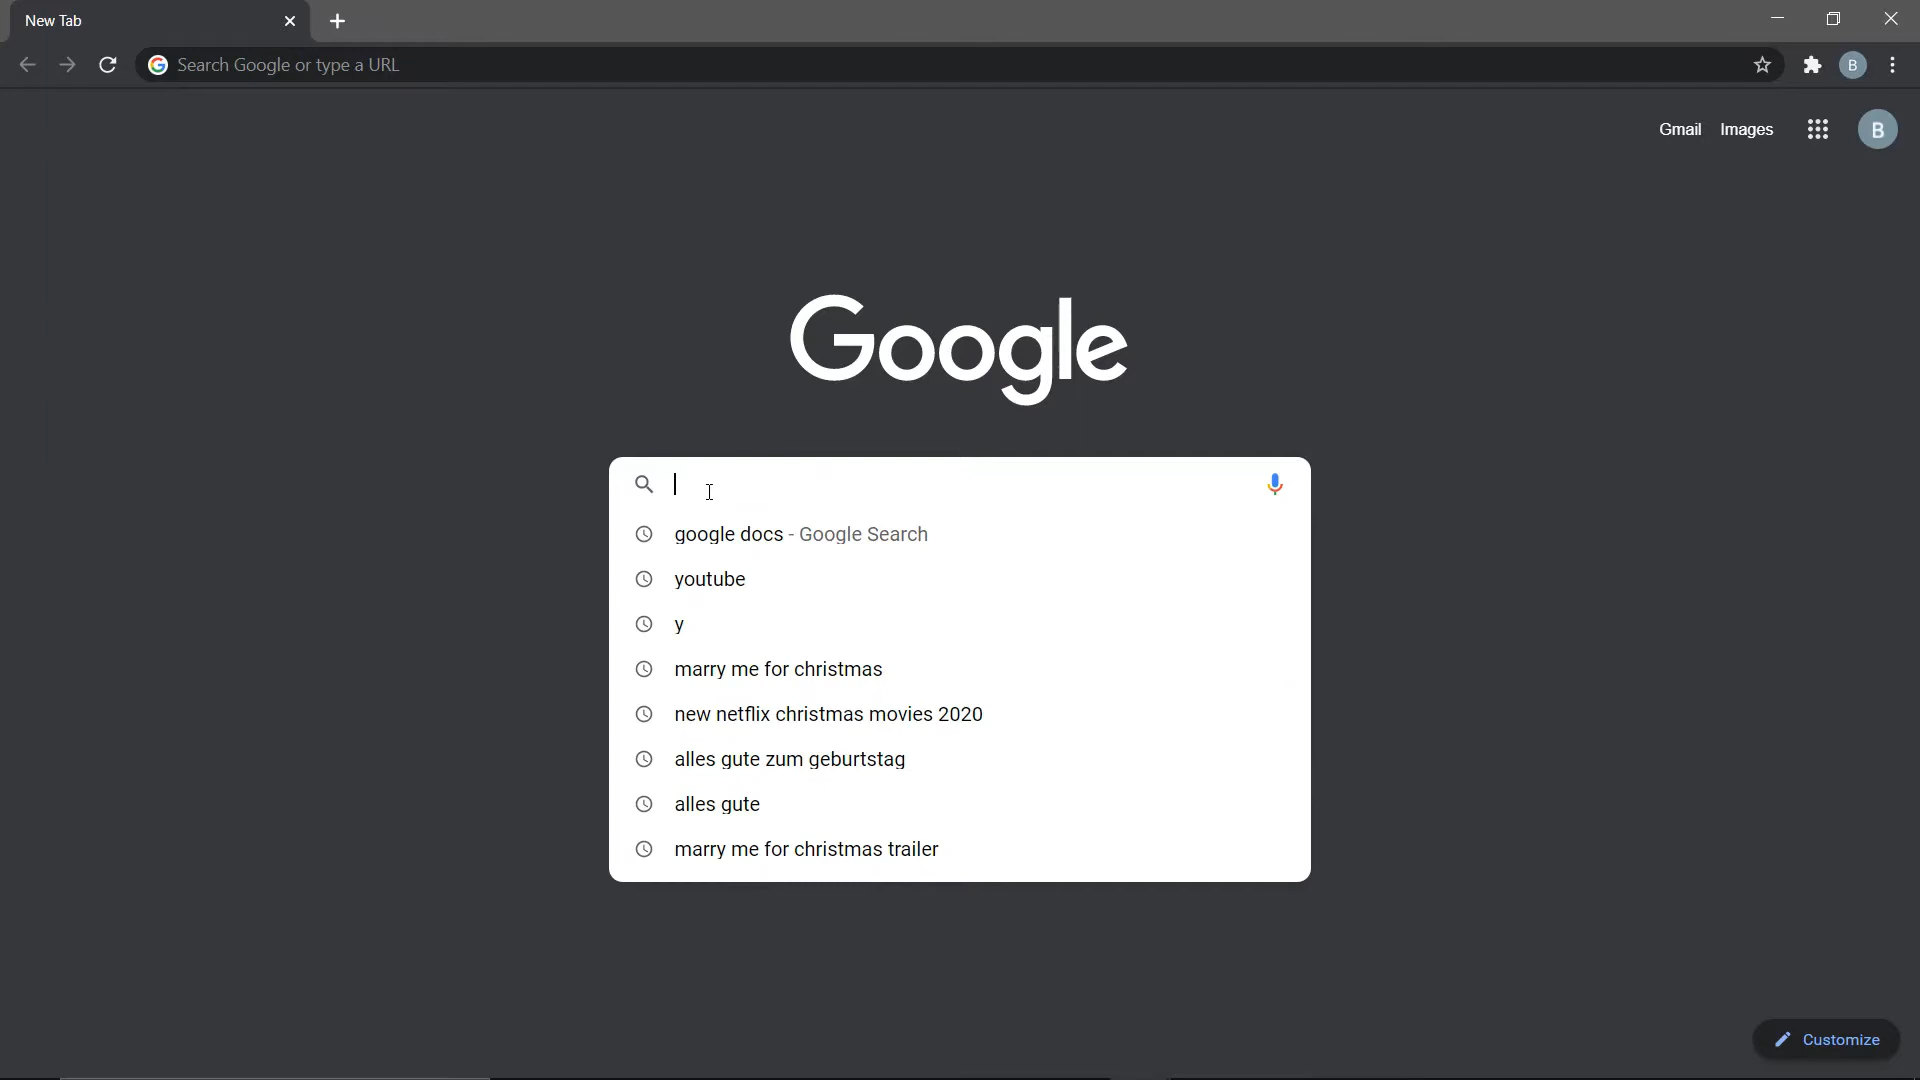 New Tab
Search Google or type a URL
B
Gmail Images
B
Google
google docs - Google Search
youtube
y
marry me for christmas
new netflix christmas movies 2020
alles gute zum geburtstag
alles gute
marry me for christmas trailer
Customize